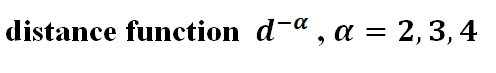 distance function d⁻ᵅ , α = 2, 3, 4